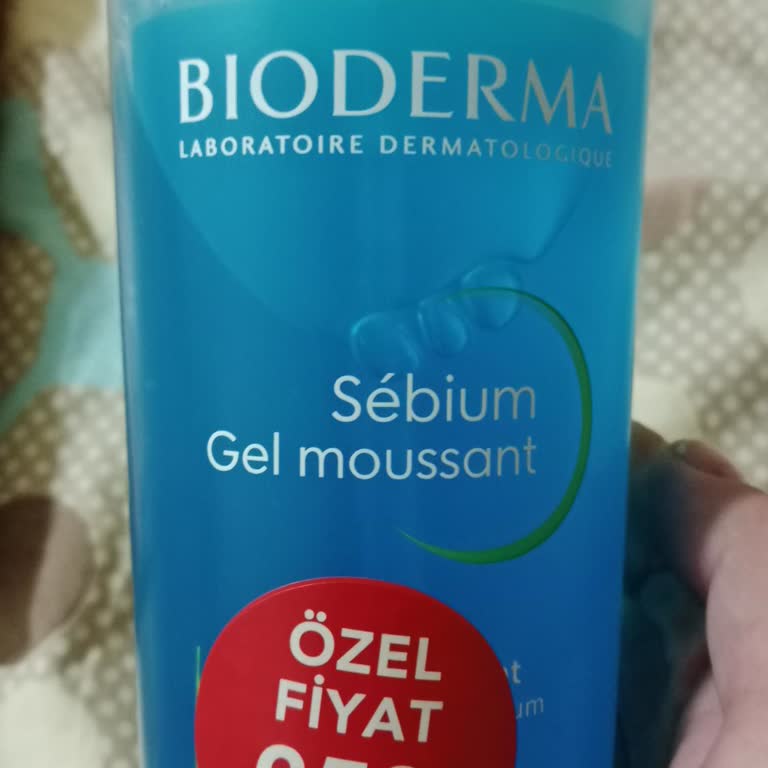 BIODERMA
LABORATOIRE DERMATOLOGIQUE
Sébium
Gel moussant
ÖZEL
FİYAT